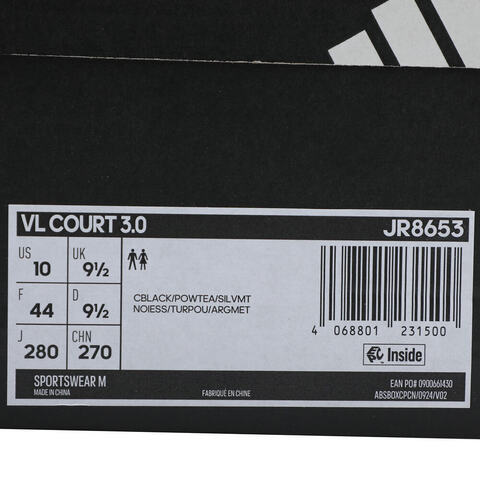 VL COURT 3.0 JR8653
US 10 UK 9½
F 44 D 9½
J 280 CHN 270
CBLACK/POWTEA/SILVMT
NOIESS/TURPOU/ARGMET
4 068801 231500
Inside
SPORTSWEAR M
MADE IN CHINA
FABRIQUÉ EN CHINE
EAN PO# 0900661430
ABSBOXCPCN/0924/V02